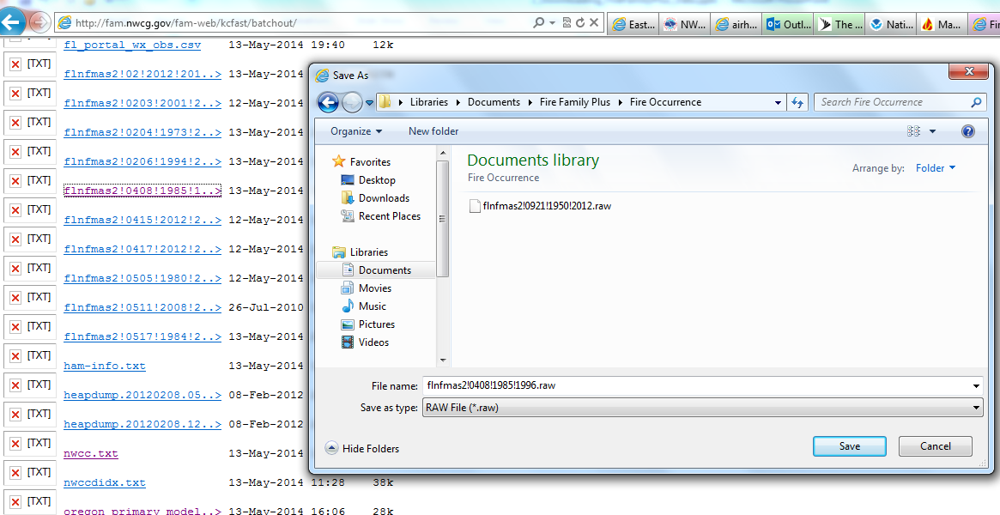 http://fam.nwcg.gov/fam-web/kcfast/batchout/
East... NW... airh... Outl... The ... Nati... Ma... Fir
fl_portal_wx_obs.csv 13-May-2014 19:40 12k
[TXT] flnfmas2!02!2012!201..> 13-May-2014
[TXT] flnfmas2!0203!2001!2..> 12-May-2014
[TXT] flnfmas2!0204!1973!2..> 13-May-2014
[TXT] flnfmas2!0206!1994!2..> 13-May-2014
[TXT] flnfmas2!0408!1985!1..> 13-May-2014
[TXT] flnfmas2!0415!2012!2..> 12-May-2014
[TXT] flnfmas2!0417!2012!2..> 12-May-2014
[TXT] flnfmas2!0505!1980!2..> 12-May-2014
[TXT] flnfmas2!0511!2008!2..> 26-Jul-2010
[TXT] flnfmas2!0517!1984!2..> 13-May-2014
[TXT] ham-info.txt 13-May-2014
[TXT] heapdump.20120208.05..> 08-Feb-2012
[TXT] heapdump.20120208.12..> 08-Feb-2012
[TXT] nwcc.txt 13-May-2014
[TXT] nwccdidx.txt 13-May-2014 11:28 38k
[TXT] oregon_primary_model..> 13-May-2014 16:06 28k
Save As
Libraries Documents Fire Family Plus Fire Occurrence
Search Fire Occurrence
Organize New folder
Favorites
Desktop
Downloads
Recent Places
Libraries
Documents
Movies
Music
Pictures
Videos
Documents library
Fire Occurrence
Arrange by: Folder
flnfmas2!0921!1950!2012.raw
File name: flnfmas2!0408!1985!1996.raw
Save as type: RAW File (*.raw)
Hide Folders
Save Cancel